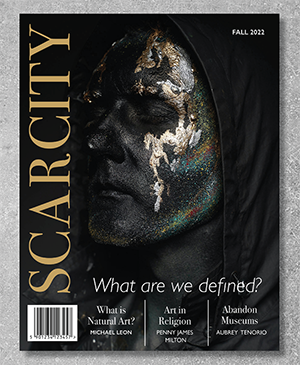 FALL 2022
SCARCITY
What are we defined?
What is
Natural Art?
MICHAEL LEON
Art in
Religion
PENNY JAMES
MILTON
Abandon
Museums
AUBREY TENORIO